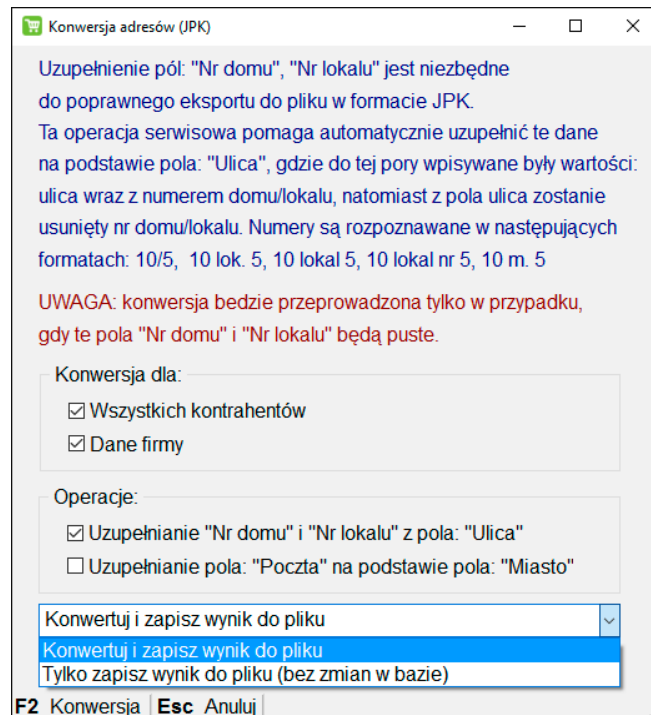 Konwersja adresów (JPK)
Uzupełnienie pól: "Nr domu", "Nr lokalu" jest niezbędne
do poprawnego eksportu do pliku w formacie JPK.
Ta operacja serwisowa pomaga automatycznie uzupełnić te dane
na podstawie pola: "Ulica", gdzie do tej pory wpisywane były wartości:
ulica wraz z numerem domu/lokalu, natomiast z pola ulica zostanie
usunięty nr domu/lokalu. Numery są rozpoznawane w następujących
formatach: 10/5, 10 lok. 5, 10 lokal 5, 10 lokal nr 5, 10 m. 5
UWAGA: konwersja bedzie przeprowadzona tylko w przypadku,
gdy te pola "Nr domu" i "Nr lokalu" będą puste.
Konwersja dla:
Wszystkich kontrahentów
Dane firmy
Operacje:
Uzupełnianie "Nr domu" i "Nr lokalu" z pola: "Ulica"
Uzupełnianie pola: "Poczta" na podstawie pola: "Miasto"
Konwertuj i zapisz wynik do pliku
Konwertuj i zapisz wynik do pliku
Tylko zapisz wynik do pliku (bez zmian w bazie)
F2 Konwersja Esc Anuluj